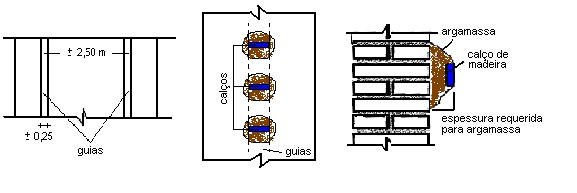 ± 2,50 m
± 0,25
guias
calços
guias
argamassa
calço de
madeira
espessura requerida
para argamassa